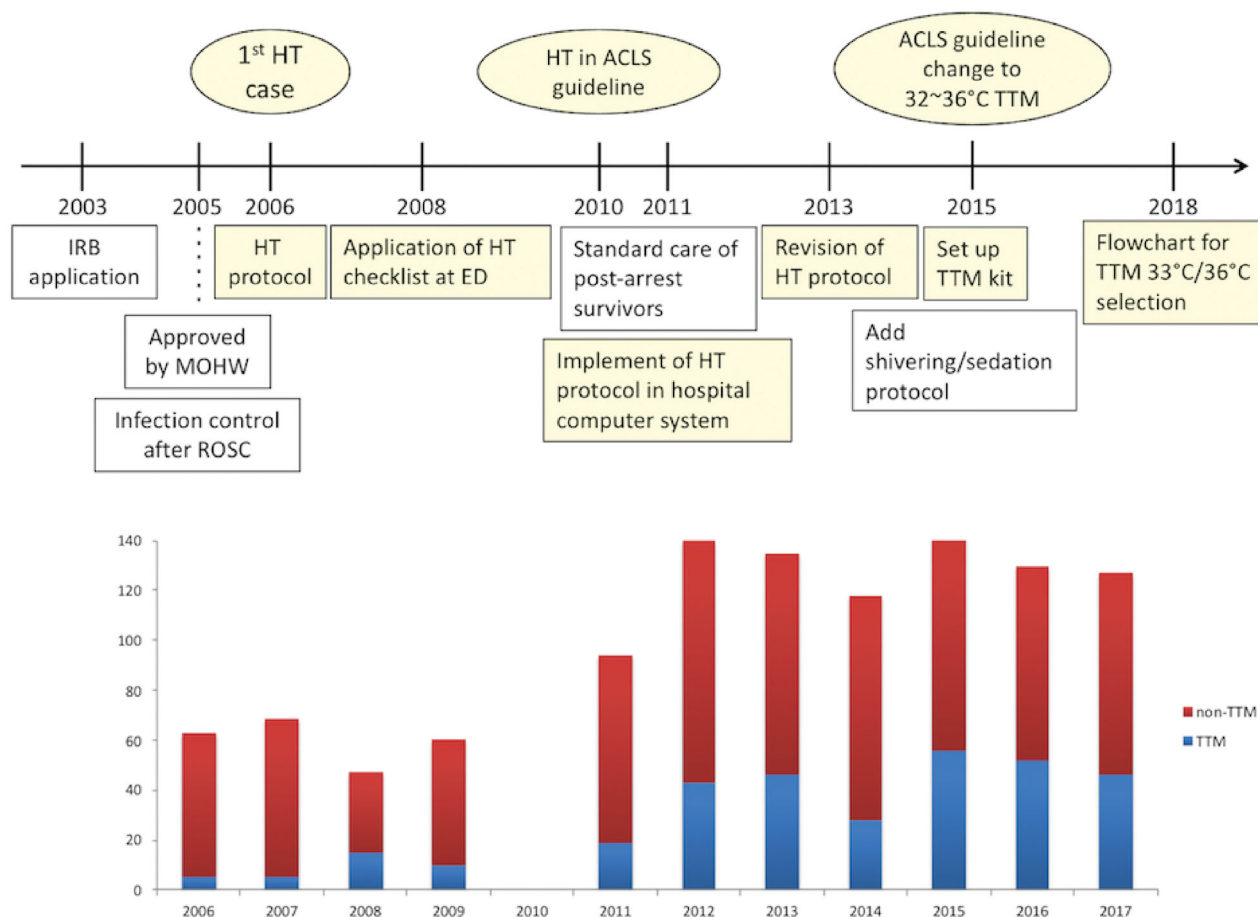 1st HT
case
HT in ACLS
guideline
ACLS guideline
change to
32~36°C TTM
2003
2005
2006
2008
2010
2011
2013
2015
2018
IRB
application
HT
protocol
Application of HT
checklist at ED
Standard care of
post-arrest
survivors
Revision of
HT protocol
Set up
TTM kit
Flowchart for
TTM 33°C/36°C
selection
Approved
by MOHW
Infection control
after ROSC
Implement of HT
protocol in hospital
computer system
Add
shivering/sedation
protocol
140
120
100
80
60
40
20
0
2006
2007
2008
2009
2010
2011
2012
2013
2014
2015
2016
2017
non-TTM
TTM